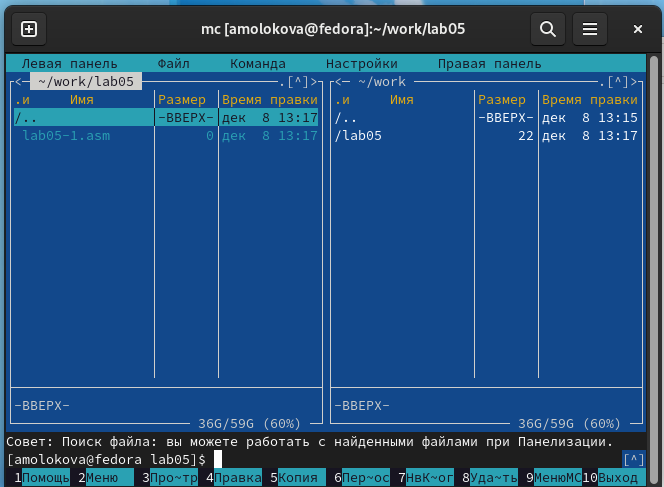 mc [amolokova@fedora]:~/work/lab05
Левая панель Файл Команда Настройки Правая панель
<─ ~/work/lab05 ─.[^]>
.и Имя Размер Время правки
/.. -ВВЕРХ- дек 8 13:17
lab05-1.asm 0 дек 8 13:17
-ВВЕРХ-
36G/59G (60%)
<─ ~/work ─.[^]>
.и Имя Размер Время правки
/.. -ВВЕРХ- дек 8 13:15
/lab05 22 дек 8 13:17
-ВВЕРХ-
36G/59G (60%)
Совет: Поиск файла: вы можете работать с найденными файлами при Панелизации.
[amolokova@fedora lab05]$ [^]
1Помощь 2Меню 3Про~тр 4Правка 5Копия 6Пер~ос 7НвК~ог 8Уда~ть 9МенюМС 10Выход